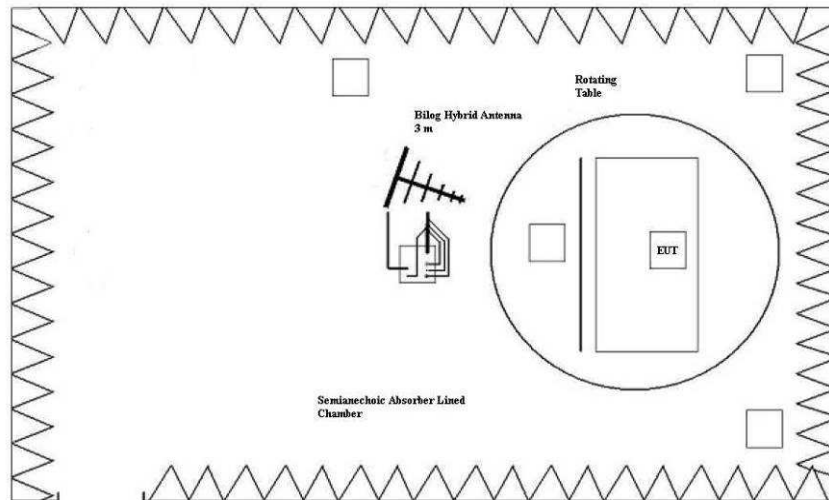 Rotating
Table
Bilog Hybrid Antenna
3 m
EUT
Semianechoic Absorber Lined
Chamber